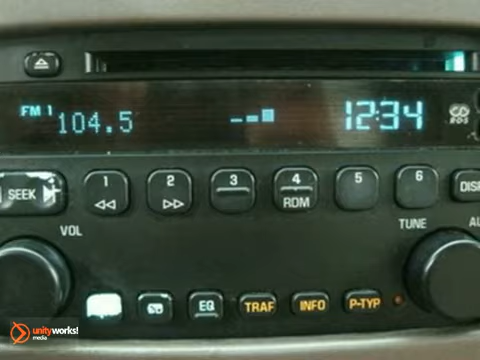 FM 1 104.5 12:34
RDS
SEEK 1 2 3 4 5 6 DISP
RDM
VOL TUNE AU
EQ TRAF INFO P-TYP
unityworks!
media